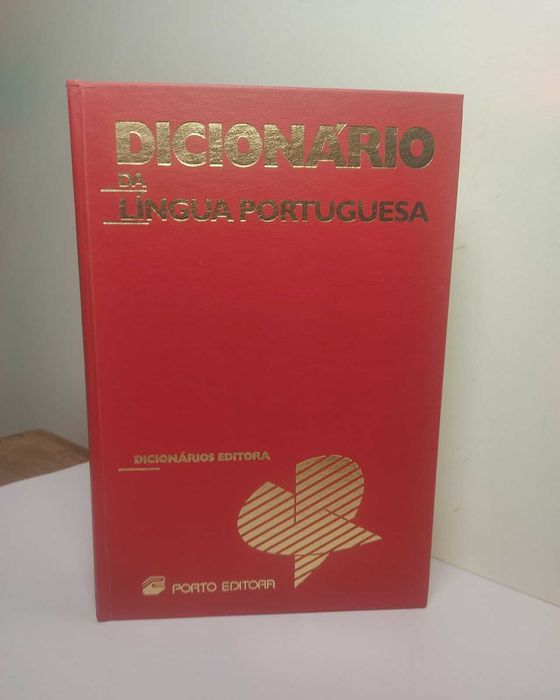 DICIONÁRIO
DA
LÍNGUA PORTUGUESA
DICIONÁRIOS EDITORA
PORTO EDITORA